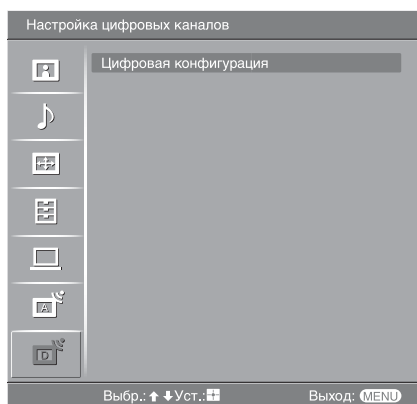 Настройка цифровых каналов
Цифровая конфигурация
A
D
Выбр.: ↑ ↓ Уст.: Выход: MENU